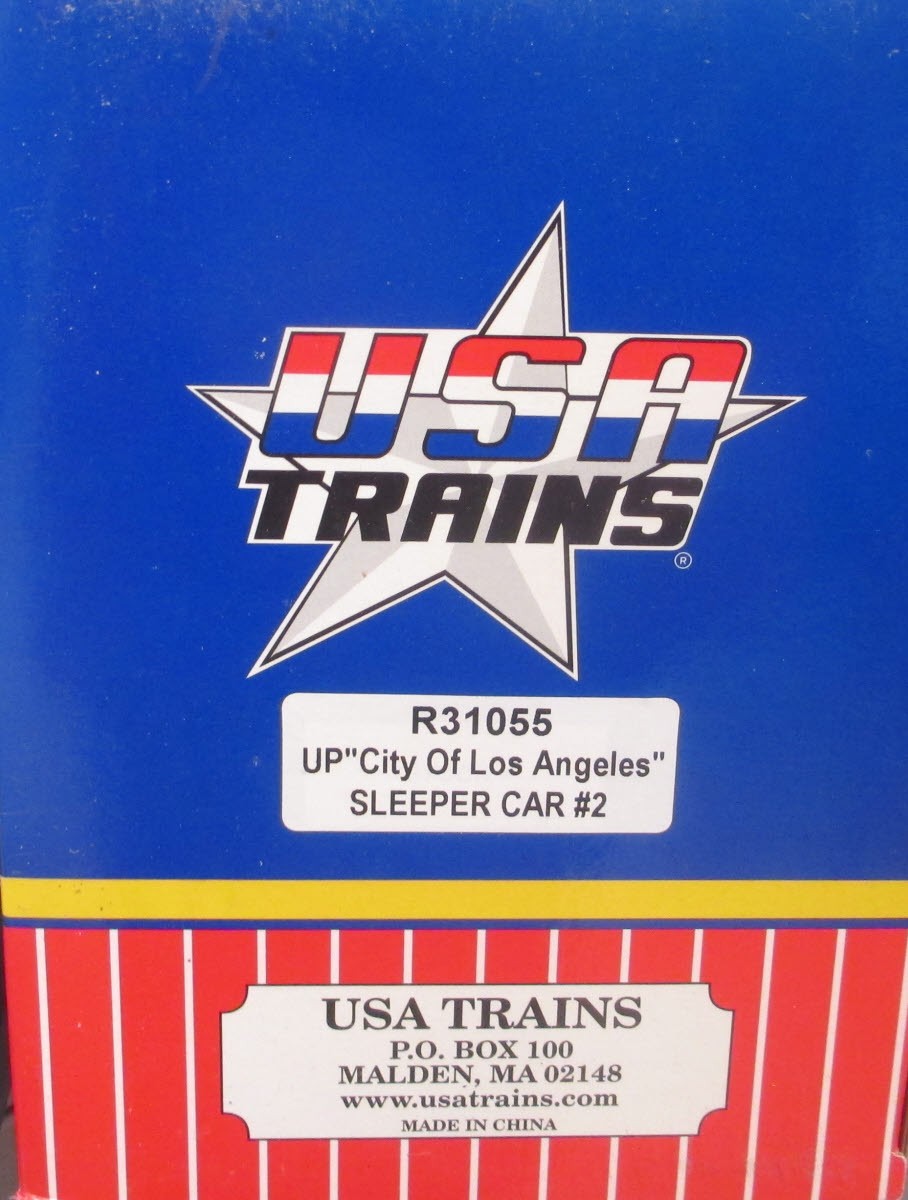 USA
TRAINS
®
R31055
UP"City Of Los Angeles"
SLEEPER CAR #2
USA TRAINS
P.O. BOX 100
MALDEN, MA 02148
www.usatrains.com
MADE IN CHINA